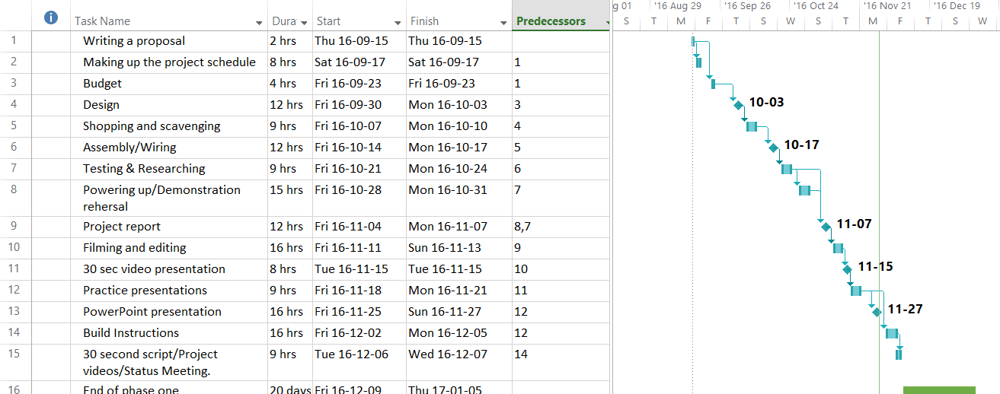 g 01 '16 Aug 29 '16 Sep 26 '16 Oct 24 '16 Nov 21 '16 Dec 19
Task Name Dura Start Finish Predecessors S T M F T S W S T M F T S W
1 Writing a proposal 2 hrs Thu 16-09-15 Thu 16-09-15
2 Making up the project schedule 8 hrs Sat 16-09-17 Sat 16-09-17 1
3 Budget 4 hrs Fri 16-09-23 Fri 16-09-23 1
4 Design 12 hrs Fri 16-09-30 Mon 16-10-03 3 10-03
5 Shopping and scavenging 9 hrs Fri 16-10-07 Mon 16-10-10 4
6 Assembly/Wiring 12 hrs Fri 16-10-14 Mon 16-10-17 5 10-17
7 Testing & Researching 9 hrs Fri 16-10-21 Mon 16-10-24 6
8 Powering up/Demonstration 15 hrs Fri 16-10-28 Mon 16-10-31 7
rehersal
9 Project report 12 hrs Fri 16-11-04 Mon 16-11-07 8,7 11-07
10 Filming and editing 16 hrs Fri 16-11-11 Sun 16-11-13 9
11 30 sec video presentation 8 hrs Tue 16-11-15 Tue 16-11-15 10 11-15
12 Practice presentations 9 hrs Fri 16-11-18 Mon 16-11-21 11
13 PowerPoint presentation 16 hrs Fri 16-11-25 Sun 16-11-27 12 11-27
14 Build Instructions 16 hrs Fri 16-12-02 Mon 16-12-05 12
15 30 second script/Project 9 hrs Tue 16-12-06 Wed 16-12-07 14
videos/Status Meeting.
16 End of phase one 20 days Fri 16-12-09 Thu 17-01-05